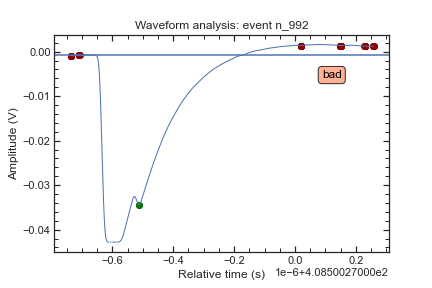 Waveform analysis: event n_992
Amplitude (V)
0.00
−0.01
−0.02
−0.03
−0.04
bad
−0.6
−0.4
−0.2
0.0
0.2
Relative time (s)
1e−6+4.0850027000e2